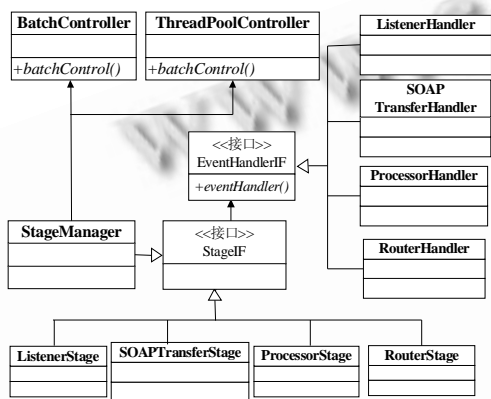 BatchController
+batchControl()
ThreadPoolController
+batchControl()
ListenerHandler
SOAP
TransferHandler
ProcessorHandler
RouterHandler
<<接口>>
EventHandlerIF
+eventHandler()
StageManager
<<接口>>
StageIF
ListenerStage
SOAPTransferStage
ProcessorStage
RouterStage